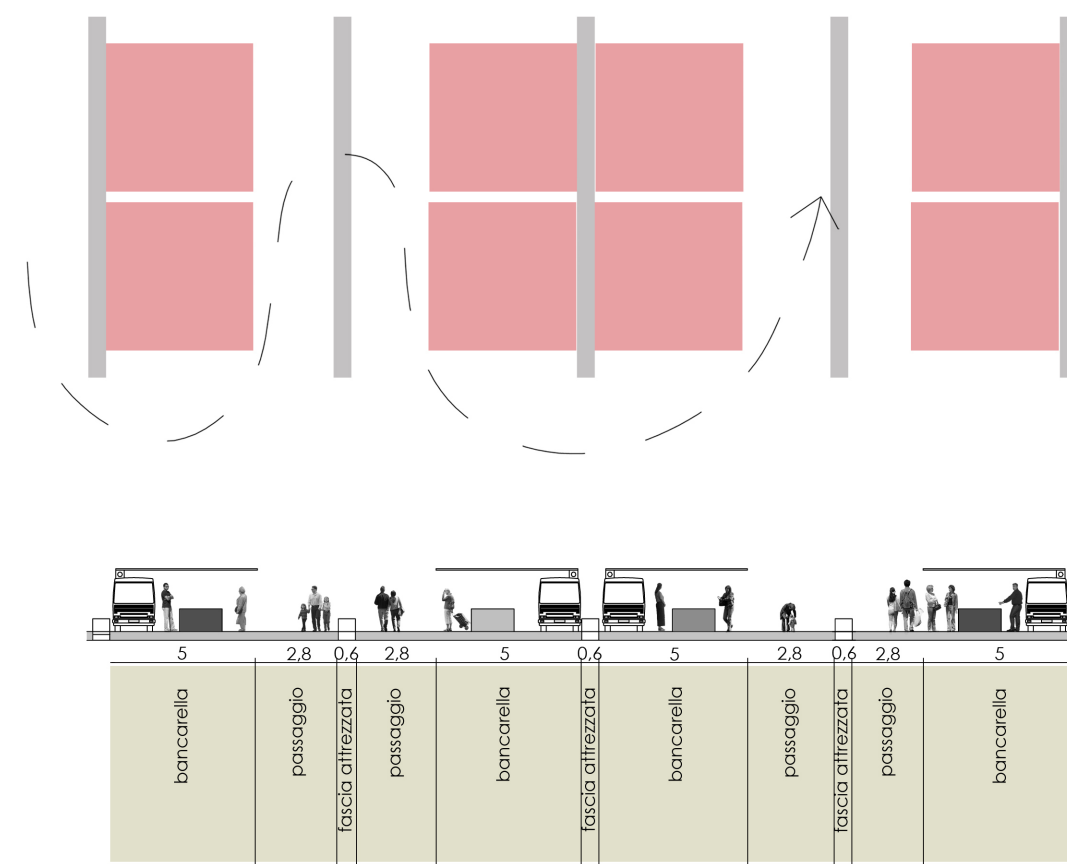 5 2,8 0,6 2,8 5 0,6 5 2,8 0,6 2,8 5
bancarella
passaggio
fascia attrezzata
passaggio
bancarella
fascia attrezzata
bancarella
passaggio
fascia attrezzata
passaggio
bancarella